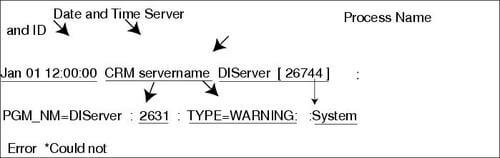 Date and Time Server Process Name
and ID
Jan 01 12:00:00 CRM servername DIServer [ 26744 ] :
PGM_NM=DIServer : 2631 : TYPE=WARNING: :System
Error *Could not